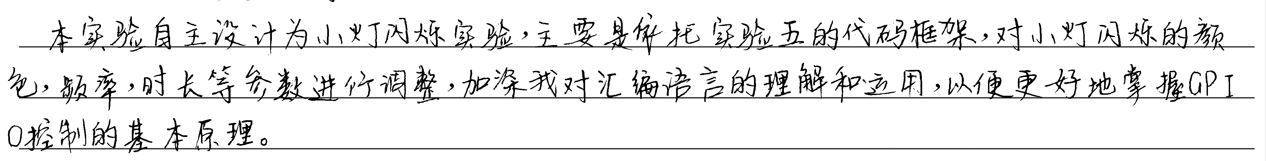 本实验自主设计为小灯闪烁实验,主要是依托实验五的代码框架,对小灯闪烁的颜
色,频率,时长等参数进行调整,加深我对汇编语言的理解和运用,以便更好地掌握GPI
O控制的基本原理。